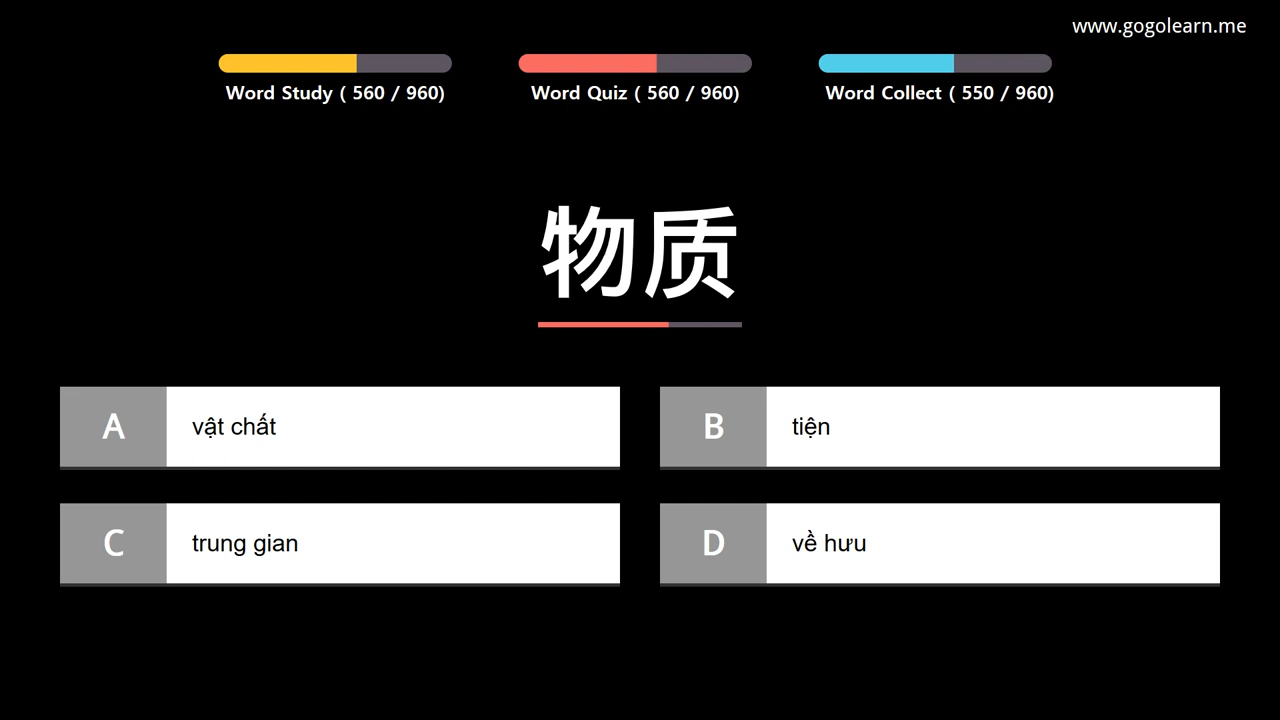 www.gogolearn.me
Word Study ( 560 / 960)
Word Quiz ( 560 / 960)
Word Collect ( 550 / 960)
物质
A vật chất
B tiện
C trung gian
D về hưu